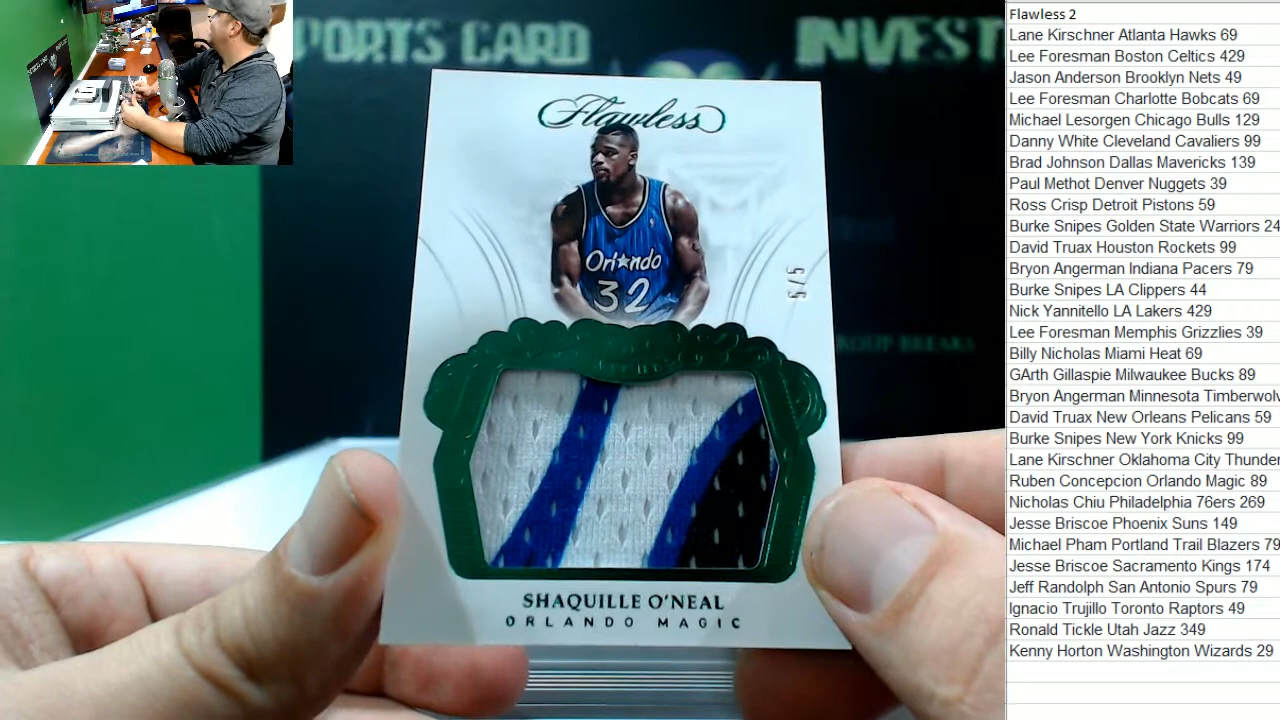 SPORTS CARD INVEST
Flawless
Orlando
32
5/5
GROUP BREAKS
SHAQUILLE O'NEAL
ORLANDO MAGIC
Flawless 2
Lane Kirschner Atlanta Hawks 69
Lee Foresman Boston Celtics 429
Jason Anderson Brooklyn Nets 49
Lee Foresman Charlotte Bobcats 69
Michael Lesorgen Chicago Bulls 129
Danny White Cleveland Cavaliers 99
Brad Johnson Dallas Mavericks 139
Paul Methot Denver Nuggets 39
Ross Crisp Detroit Pistons 59
Burke Snipes Golden State Warriors 24
David Truax Houston Rockets 99
Bryon Angerman Indiana Pacers 79
Burke Snipes LA Clippers 44
Nick Yannitello LA Lakers 429
Lee Foresman Memphis Grizzlies 39
Billy Nicholas Miami Heat 69
GArth Gillaspie Milwaukee Bucks 89
Bryon Angerman Minnesota Timberwolv
David Truax New Orleans Pelicans 59
Burke Snipes New York Knicks 99
Lane Kirschner Oklahoma City Thunder
Ruben Concepcion Orlando Magic 89
Nicholas Chiu Philadelphia 76ers 269
Jesse Briscoe Phoenix Suns 149
Michael Pham Portland Trail Blazers 79
Jesse Briscoe Sacramento Kings 174
Jeff Randolph San Antonio Spurs 79
Ignacio Trujillo Toronto Raptors 49
Ronald Tickle Utah Jazz 349
Kenny Horton Washington Wizards 29